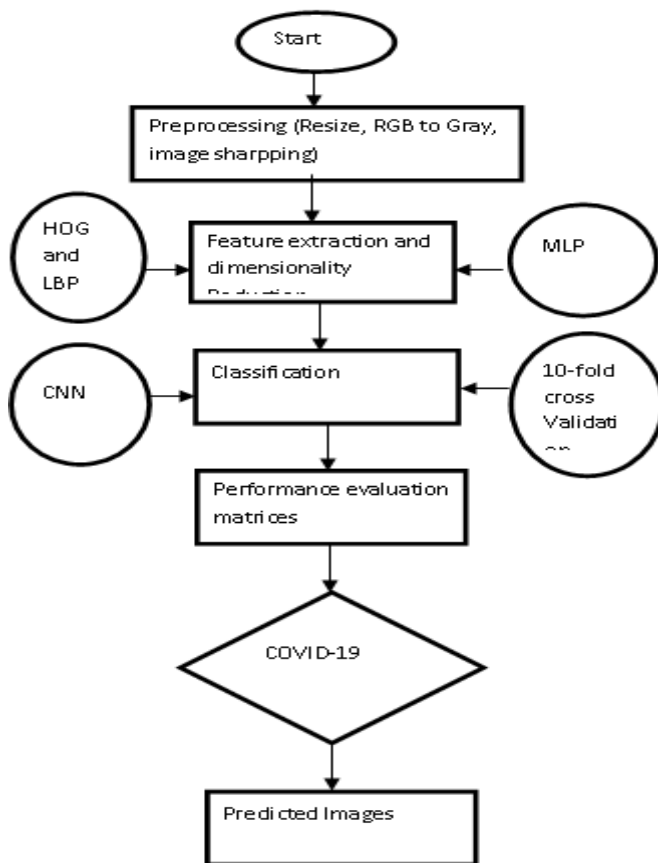 Start
Preprocessing (Resize, RGB to Gray,
image sharpping)
HOG
and
LBP
Feature extraction and
dimensionality
MLP
CNN
Classification
10-fold
cross
Validati
Performance evaluation
matrices
COVID-19
Predicted Images